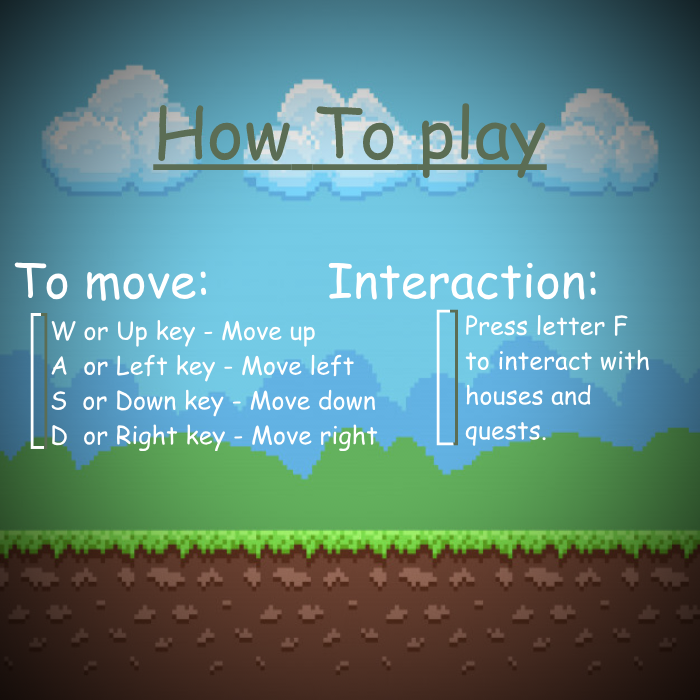 How To play
To move:
W or Up key - Move up
A or Left key - Move left
S or Down key - Move down
D or Right key - Move right
Interaction:
Press letter F
to interact with
houses and
quests.